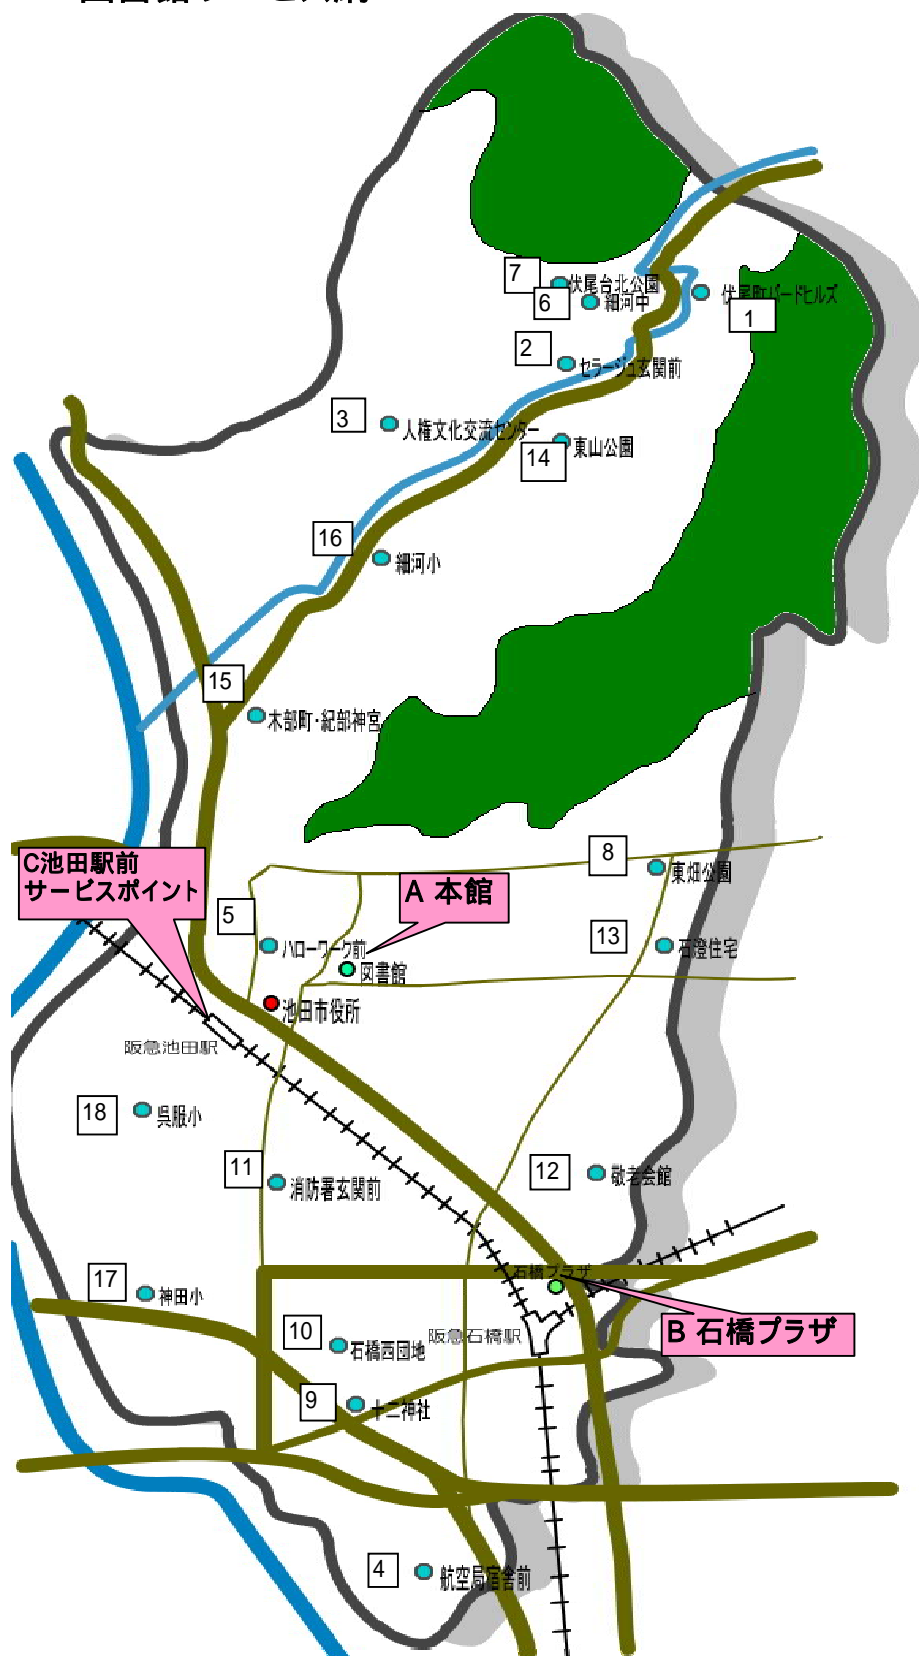 7
伏尾台北公園
6
細河中
伏尾町バードヒルズ
1
2
セラージュ玄関前
3
人権文化交流センター
14
東山公園
16
細河小
15
木部町・紀部神宮
8
東畑公園
C池田駅前
サービスポイント
A 本館
5
ハローワーク前
図書館
13
石澄住宅
池田市役所
阪急池田駅
18
呉服小
11
消防署玄関前
12
敬老会館
17
神田小
石橋プラザ
10
石橋西団地
阪急石橋駅
B 石橋プラザ
9
十二神社
4
航空局宿舎前